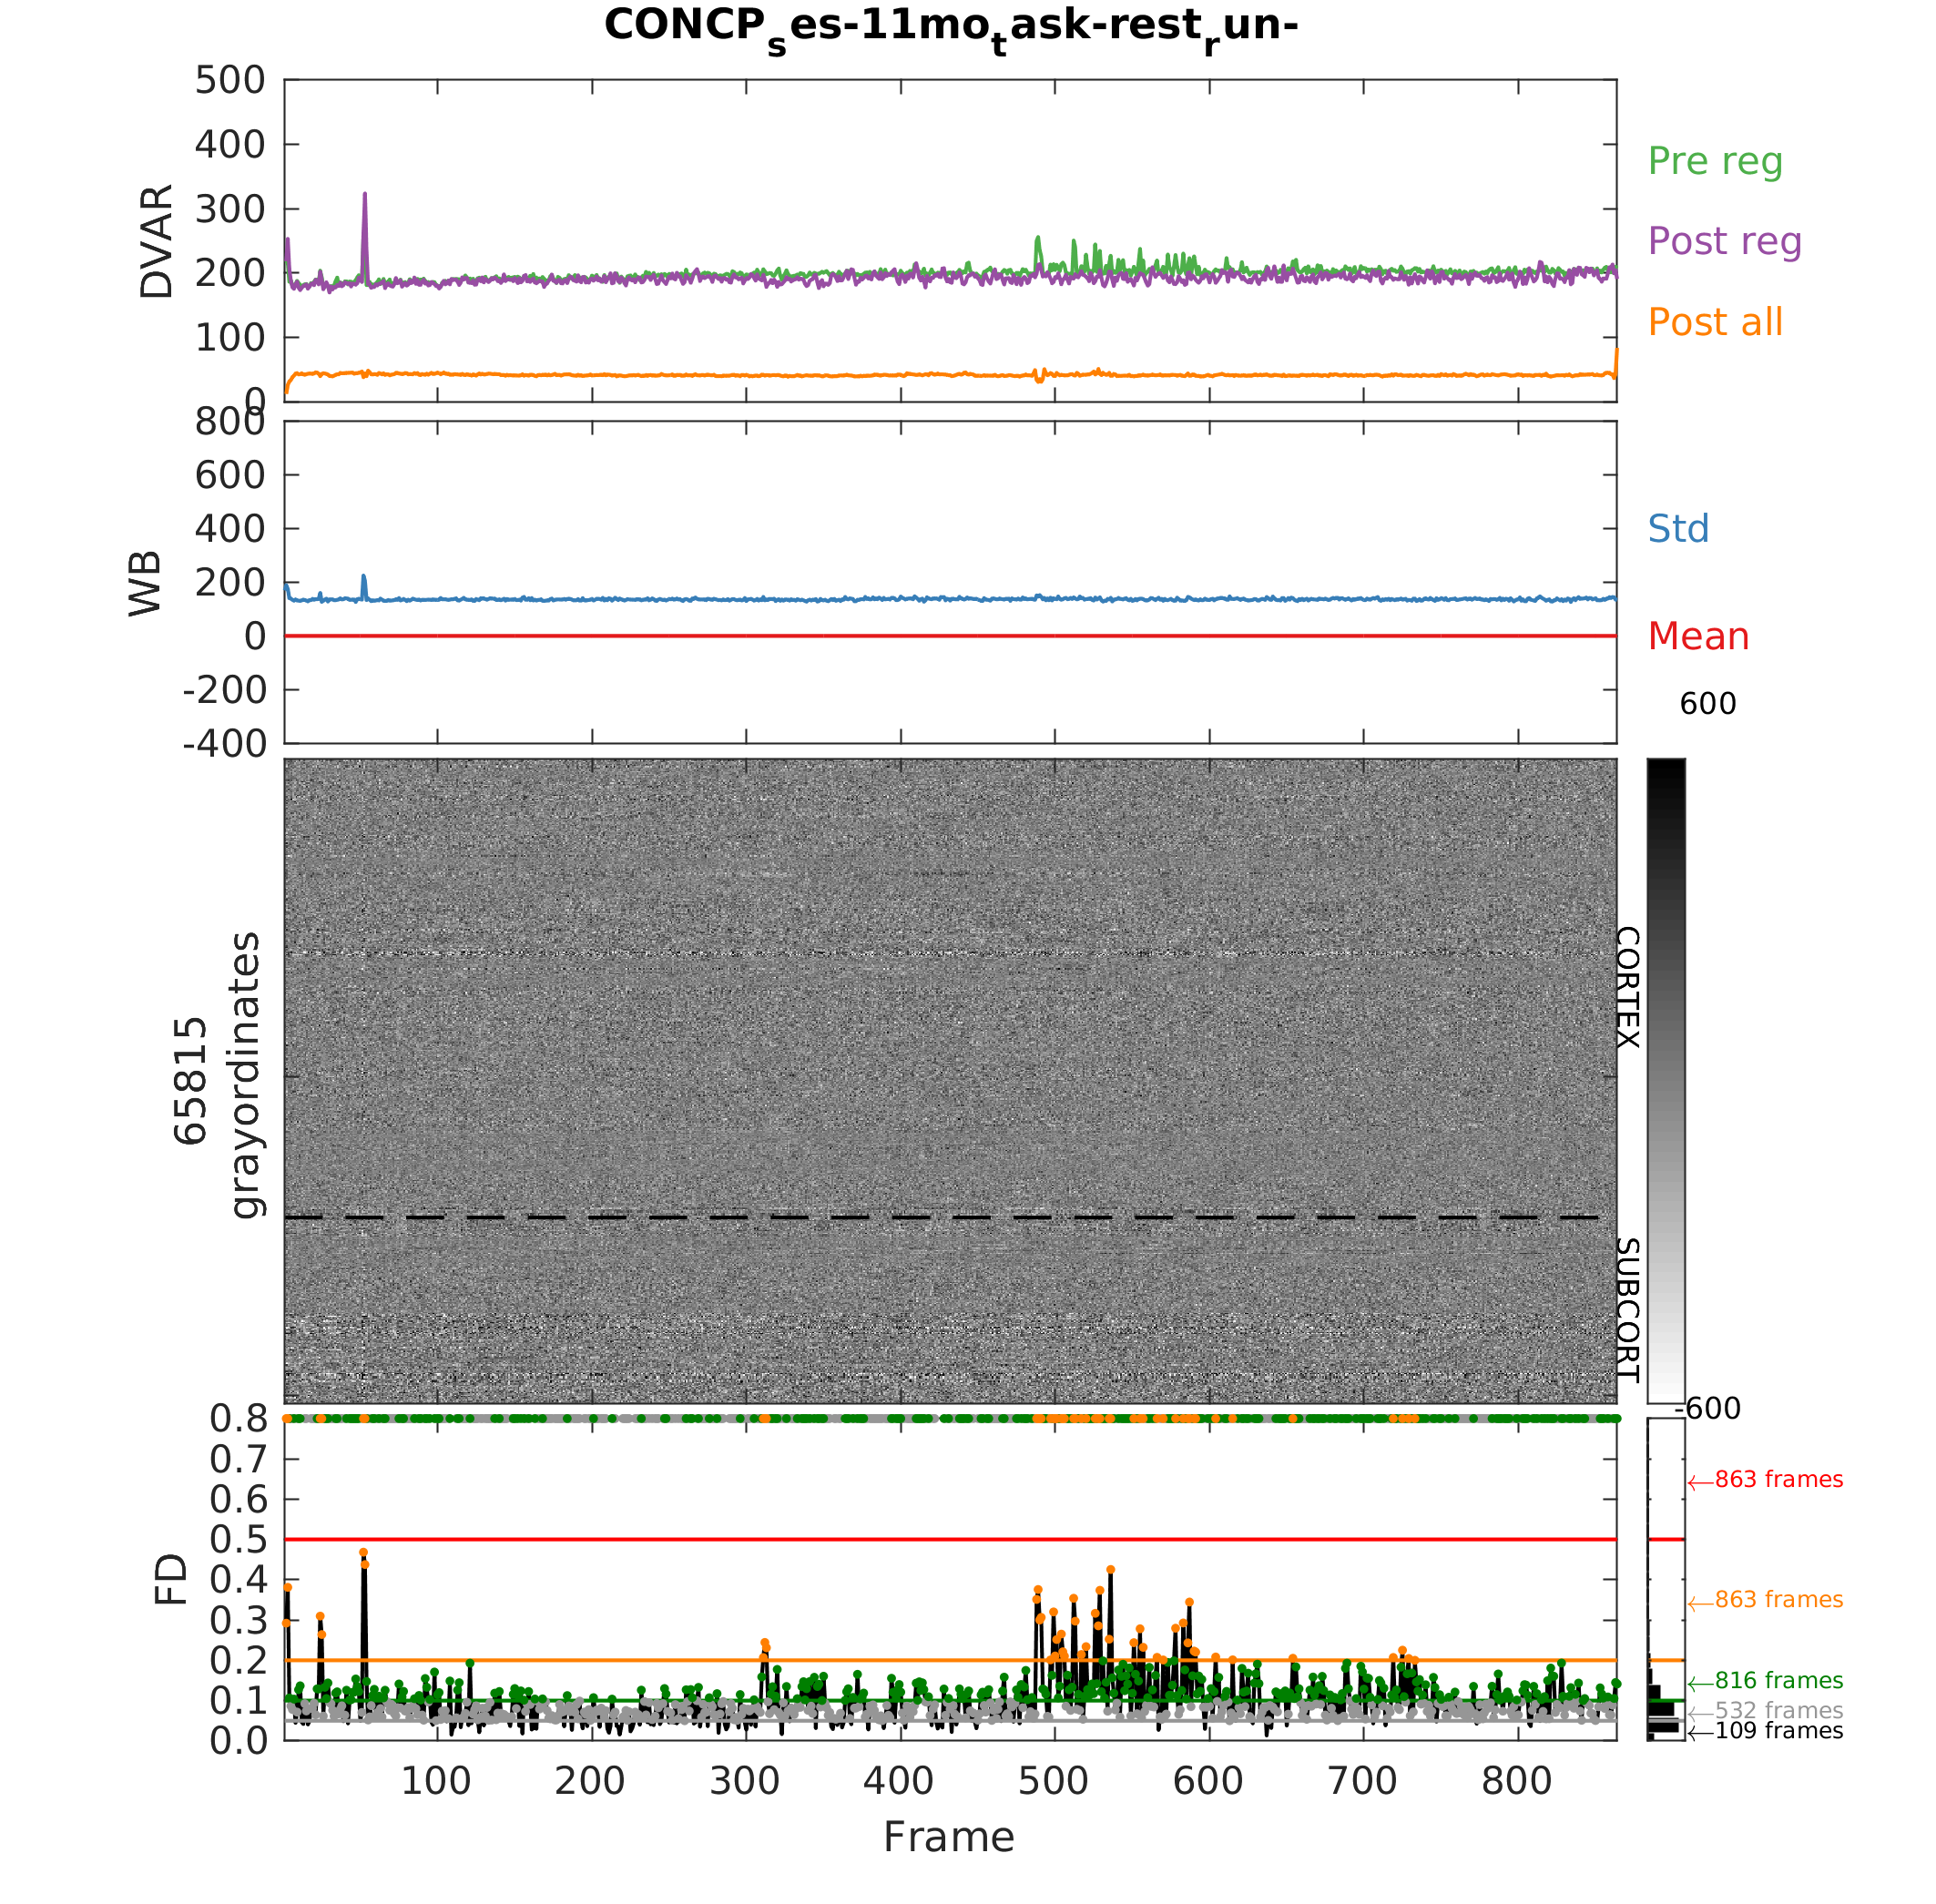 CONCPses-11motask-restrun-
500
400
300
200
100
0
DVAR
Pre reg
Post reg
Post all
800
600
400
200
0
-200
-400
WB
Std
Mean
600
65815
grayordinates
CORTEX
SUBCORT
-600
0.8
0.7
0.6
0.5
0.4
0.3
0.2
0.1
0.0
FD
←863 frames
←863 frames
←816 frames
←532 frames
←109 frames
100 200 300 400 500 600 700 800
Frame